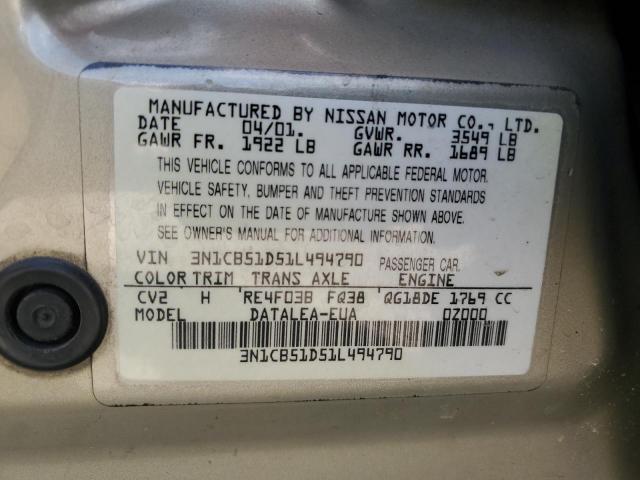 MANUFACTURED BY NISSAN MOTOR CO., LTD.
DATE 04/01. GVWR. 3549 LB
GAWR FR. 1922 LB GAWR RR. 1689 LB
THIS VEHICLE CONFORMS TO ALL APPLICABLE FEDERAL MOTOR
VEHICLE SAFETY, BUMPER AND THEFT PREVENTION STANDARDS
IN EFFECT ON THE DATE OF MANUFACTURE SHOWN ABOVE.
SEE OWNER'S MANUAL FOR ADDITIONAL INFORMATION.
VIN 3N1CB51D51L494790 PASSENGER CAR.
COLOR TRIM TRANS AXLE ENGINE
CV2 H RE4F03B FQ38 QG18DE 1769 CC
MODEL DATALEA-EUA 0Z000
3N1CB51D51L494790